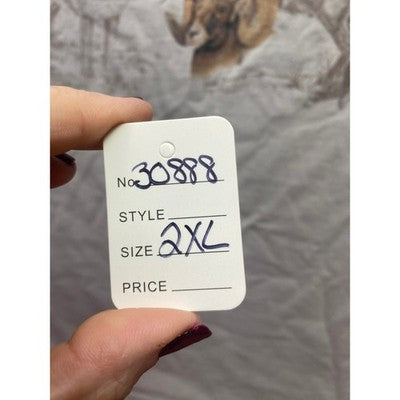 No. 30888
STYLE
SIZE 2XL
PRICE